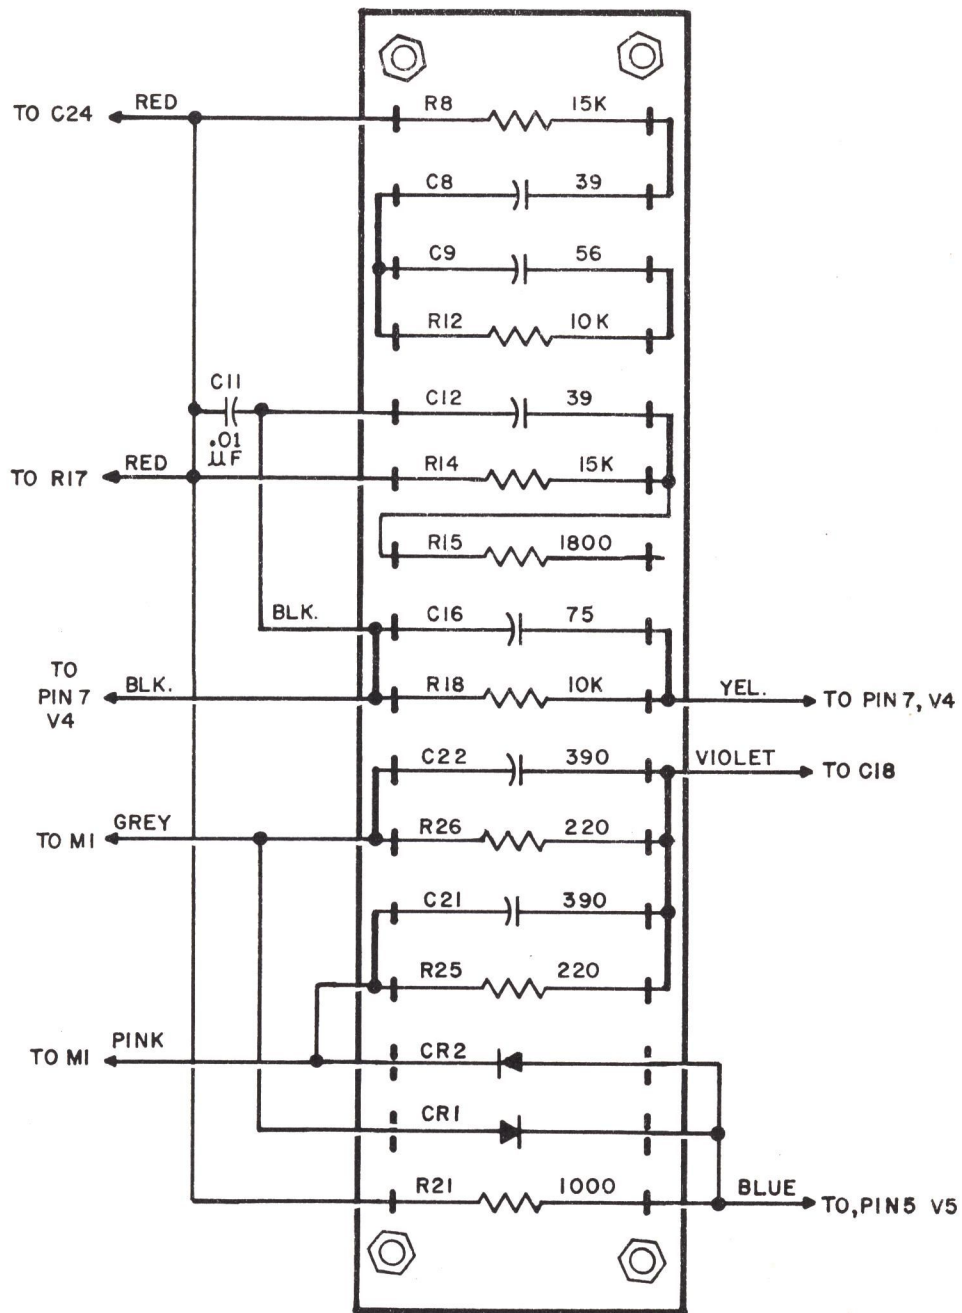 R8 15K
TO C24 RED
C8 39
C9 56
R12 10K
C11
.01
µF
C12 39
TO R17 RED
R14 15K
R15 1800
BLK.
C16 75
TO
PIN 7
V4
BLK.
R18 10K
YEL.
TO PIN 7, V4
C22 390
VIOLET
TO C18
GREY
TO M1
R26 220
C21 390
R25 220
PINK
TO M1
CR2
CR1
R21 1000
BLUE
TO,PIN5 V5